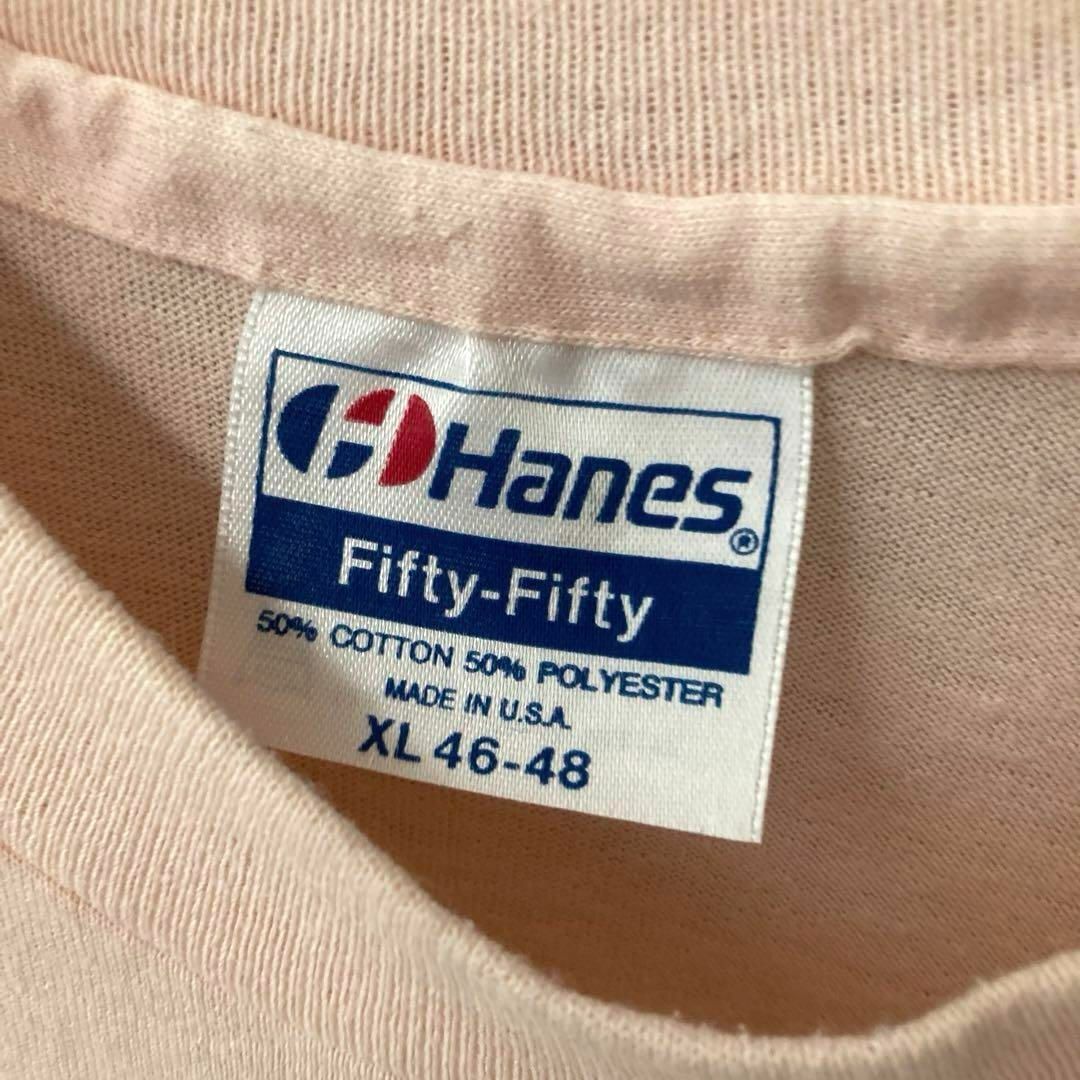 Hanes®
Fifty-Fifty
50% COTTON 50% POLYESTER
MADE IN U.S.A.
XL 46-48